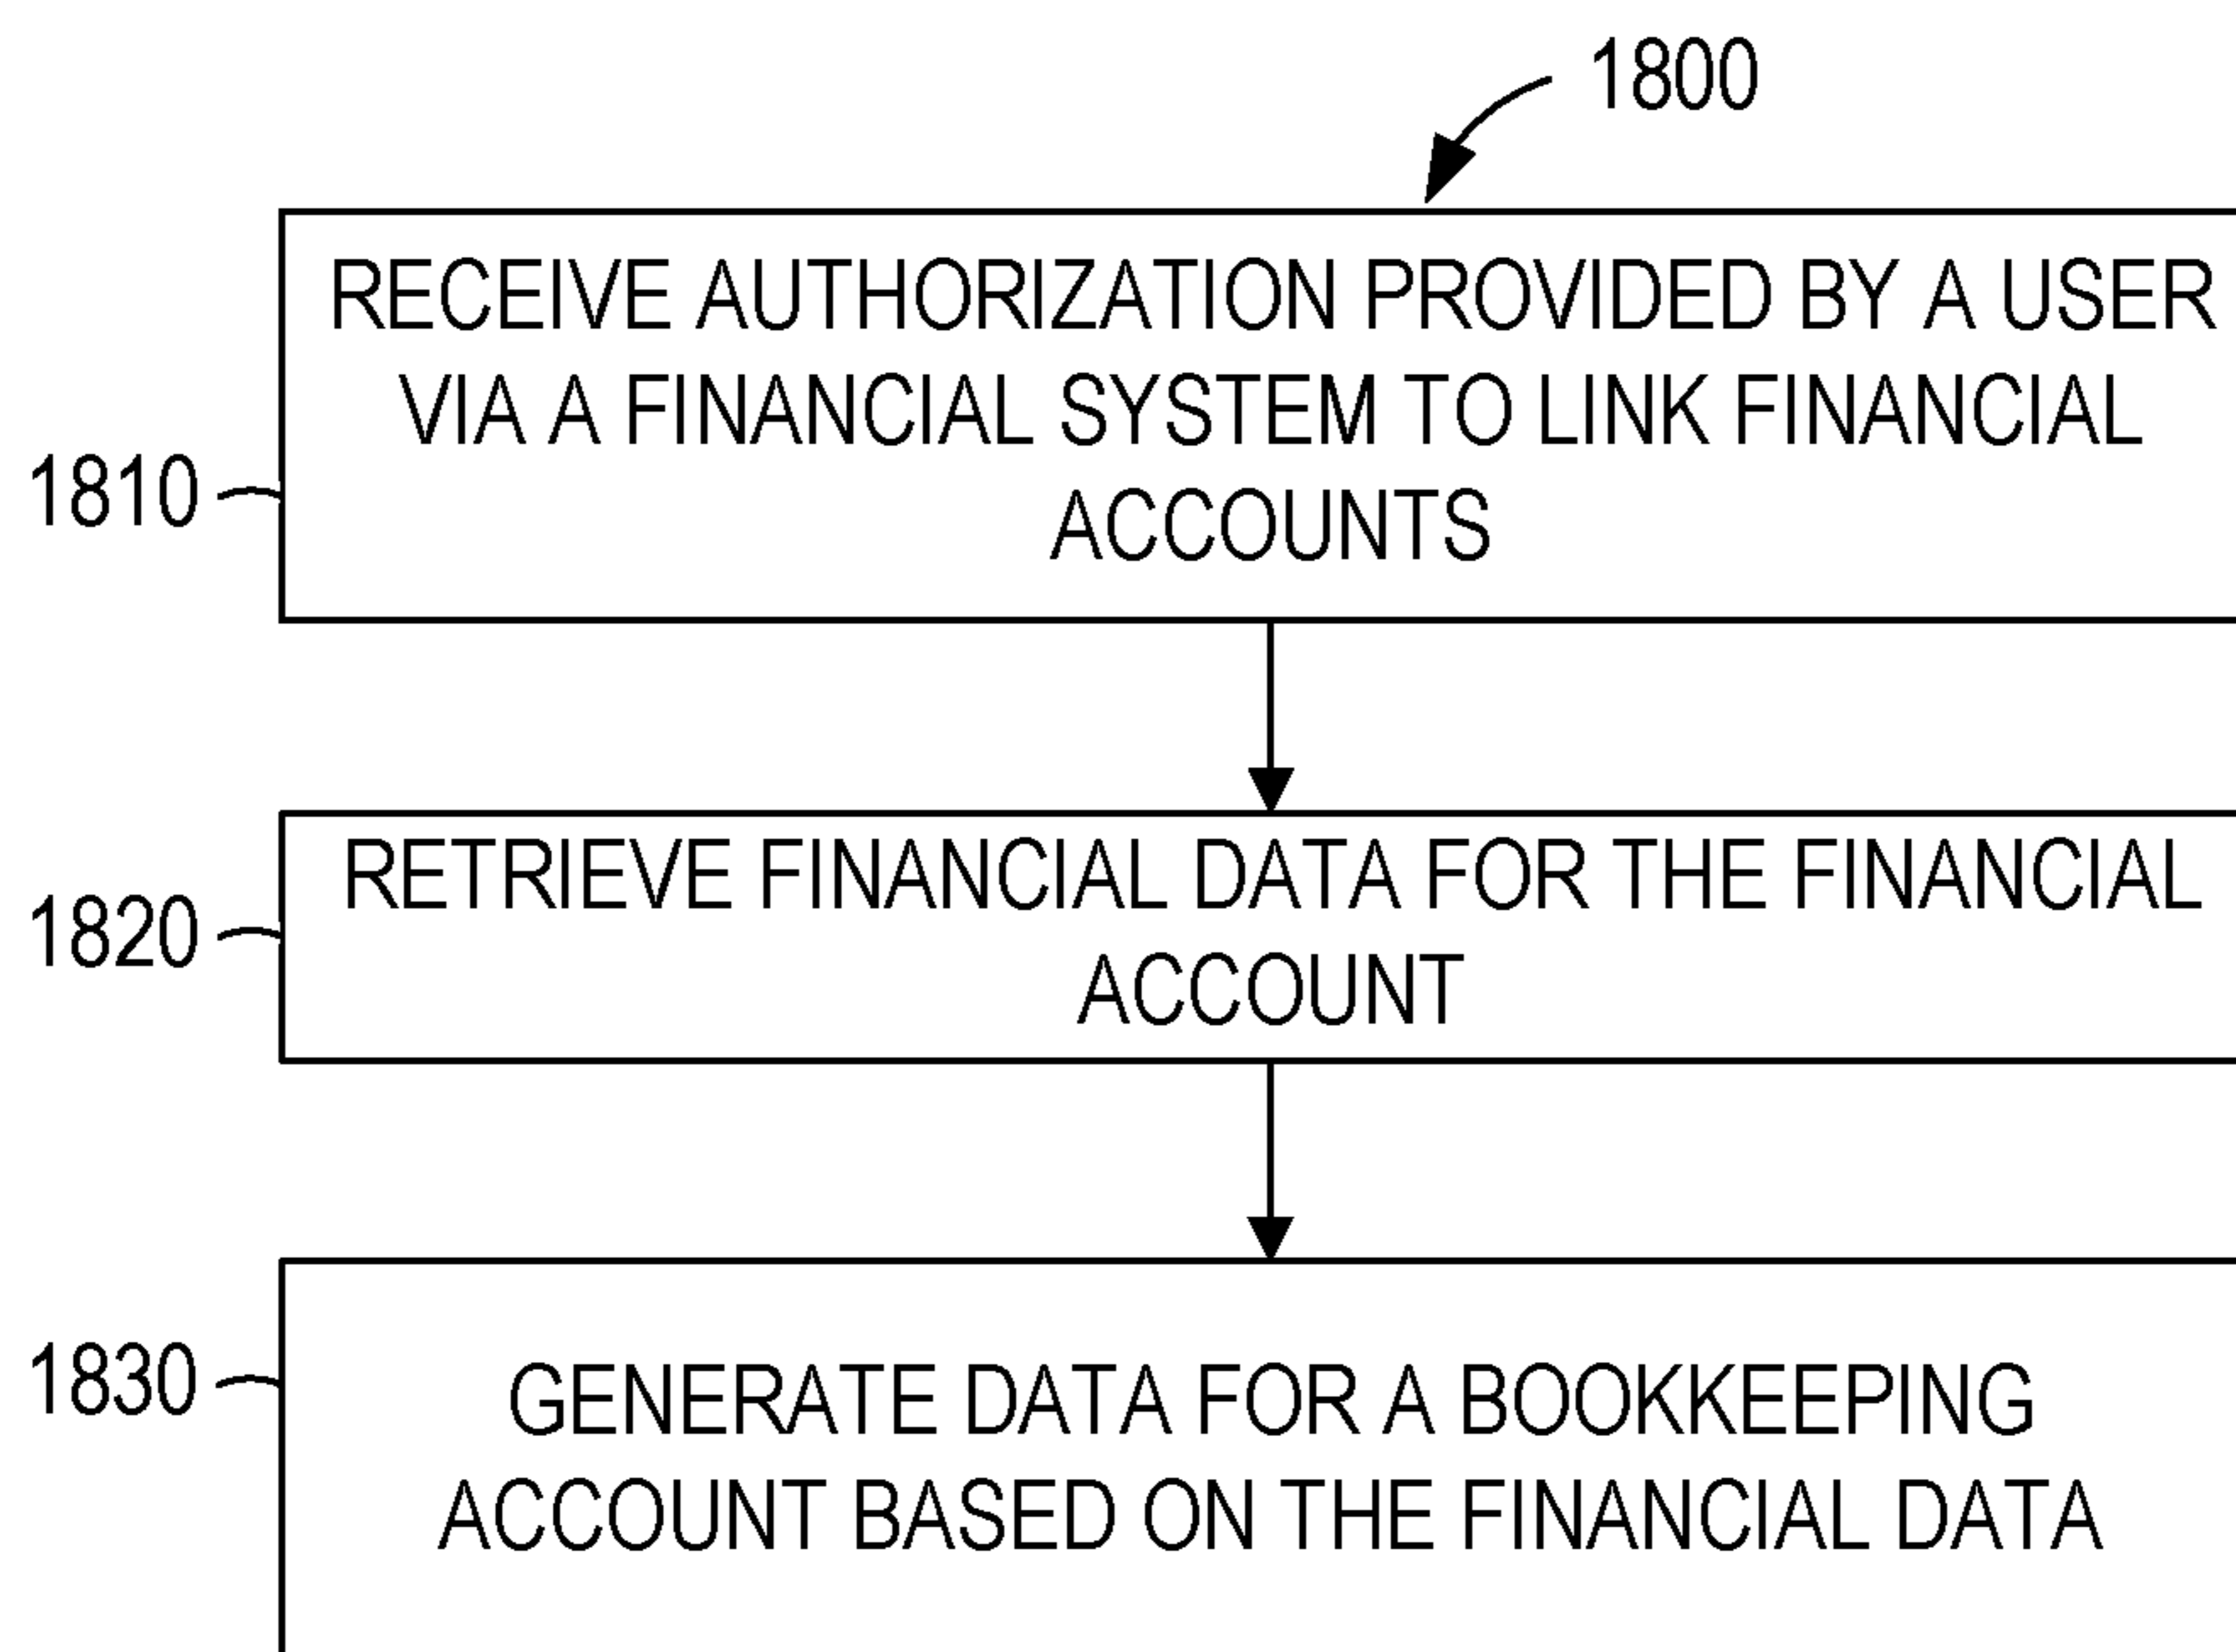 1800
RECEIVE AUTHORIZATION PROVIDED BY A USER
VIA A FINANCIAL SYSTEM TO LINK FINANCIAL
ACCOUNTS
1810
RETRIEVE FINANCIAL DATA FOR THE FINANCIAL
ACCOUNT
1820
GENERATE DATA FOR A BOOKKEEPING
ACCOUNT BASED ON THE FINANCIAL DATA
1830